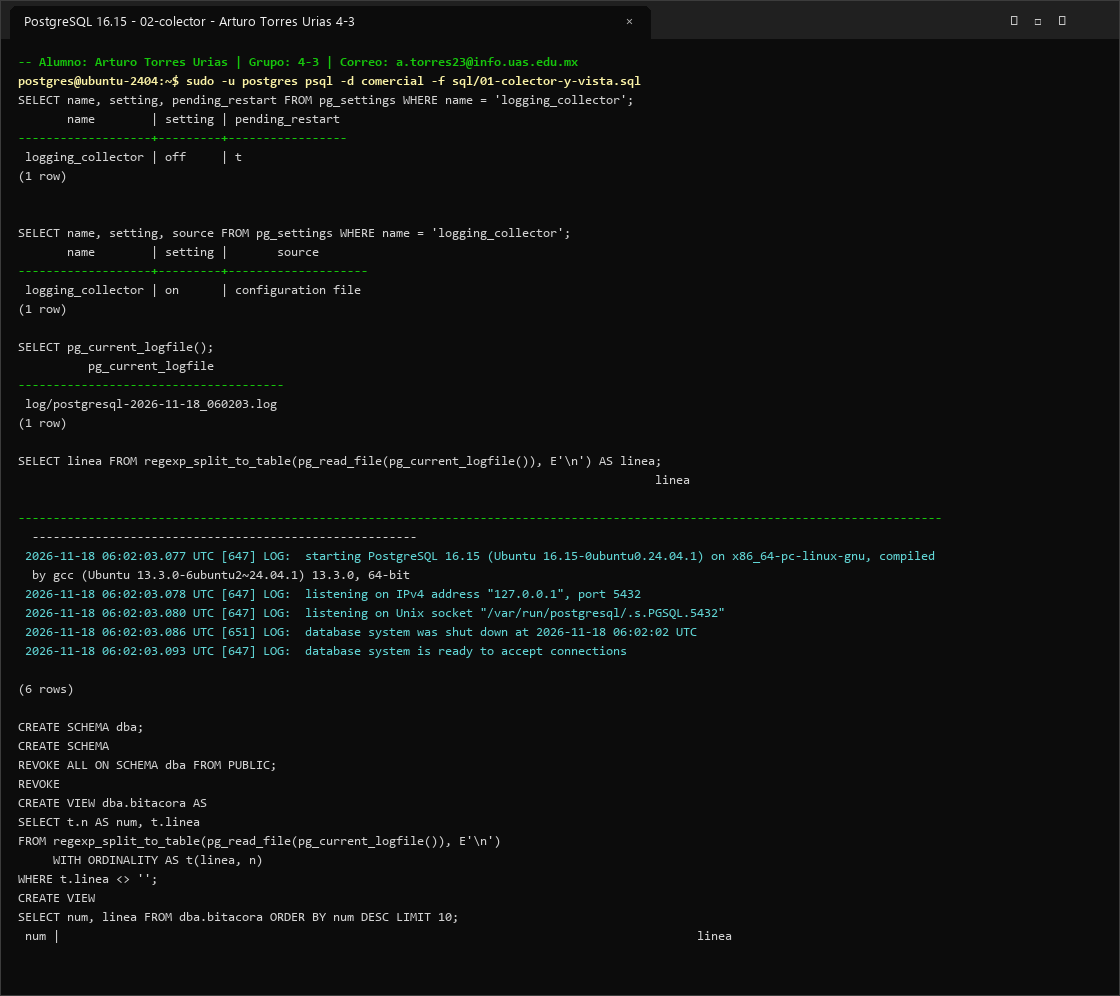 PostgreSQL 16.15 - 02-colector - Arturo Torres Urias 4-3
-- Alumno: Arturo Torres Urias | Grupo: 4-3 | Correo: a.torres23@info.uas.edu.mx
postgres@ubuntu-2404:~$ sudo -u postgres psql -d comercial -f sql/01-colector-y-vista.sql
SELECT name, setting, pending_restart FROM pg_settings WHERE name = 'logging_collector';
       name        | setting | pending_restart
-------------------+---------+-----------------
 logging_collector | off     | t
(1 row)
SELECT name, setting, source FROM pg_settings WHERE name = 'logging_collector';
       name        | setting |       source
-------------------+---------+--------------------
 logging_collector | on      | configuration file
(1 row)
SELECT pg_current_logfile();
          pg_current_logfile
--------------------------------------
 log/postgresql-2026-11-18_060203.log
(1 row)
SELECT linea FROM regexp_split_to_table(pg_read_file(pg_current_logfile()), E'\n') AS linea;
                                                                                           linea
------------------------------------------------------------------------------------------------------------------------------------
  -------------------------------------------------------
 2026-11-18 06:02:03.077 UTC [647] LOG:  starting PostgreSQL 16.15 (Ubuntu 16.15-0ubuntu0.24.04.1) on x86_64-pc-linux-gnu, compiled
  by gcc (Ubuntu 13.3.0-6ubuntu2~24.04.1) 13.3.0, 64-bit
 2026-11-18 06:02:03.078 UTC [647] LOG:  listening on IPv4 address "127.0.0.1", port 5432
 2026-11-18 06:02:03.080 UTC [647] LOG:  listening on Unix socket "/var/run/postgresql/.s.PGSQL.5432"
 2026-11-18 06:02:03.086 UTC [651] LOG:  database system was shut down at 2026-11-18 06:02:02 UTC
 2026-11-18 06:02:03.093 UTC [647] LOG:  database system is ready to accept connections
(6 rows)
CREATE SCHEMA dba;
CREATE SCHEMA
REVOKE ALL ON SCHEMA dba FROM PUBLIC;
REVOKE
CREATE VIEW dba.bitacora AS
SELECT t.n AS num, t.linea
FROM regexp_split_to_table(pg_read_file(pg_current_logfile()), E'\n')
     WITH ORDINALITY AS t(linea, n)
WHERE t.linea <> '';
CREATE VIEW
SELECT num, linea FROM dba.bitacora ORDER BY num DESC LIMIT 10;
 num |                                                                                           linea